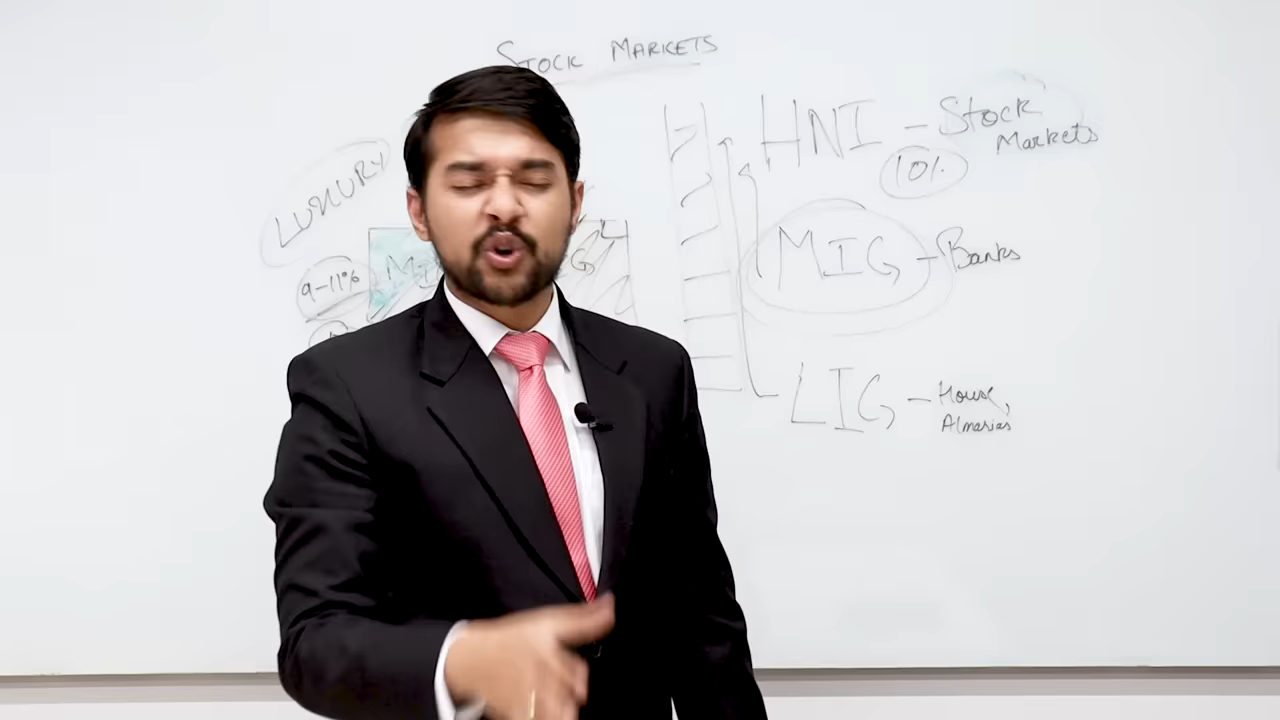 STOCK MARKETS
HNI - Stock
Markets
10%
LUXURY
MIG - Banks
9-11%
LIG - House,
Almarias